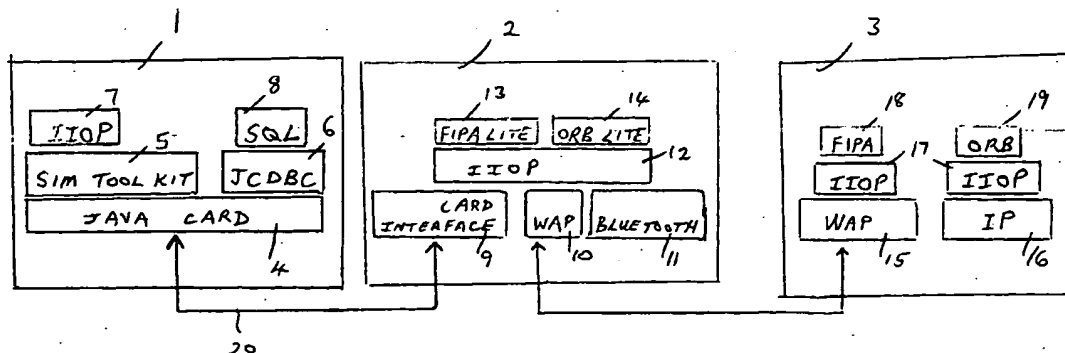 1
2
3
7
8
IIOP
SQL
5
6
SIM TOOL KIT
JCDBC
JAVA CARD
4
20
13
14
FIPA LITE
ORB LITE
12
IIOP
CARD
INTERFACE
WAP
BLUETOOTH
9
10
11
18
19
FIPA
ORB
17
IIOP
IIOP
WAP
IP
15
16